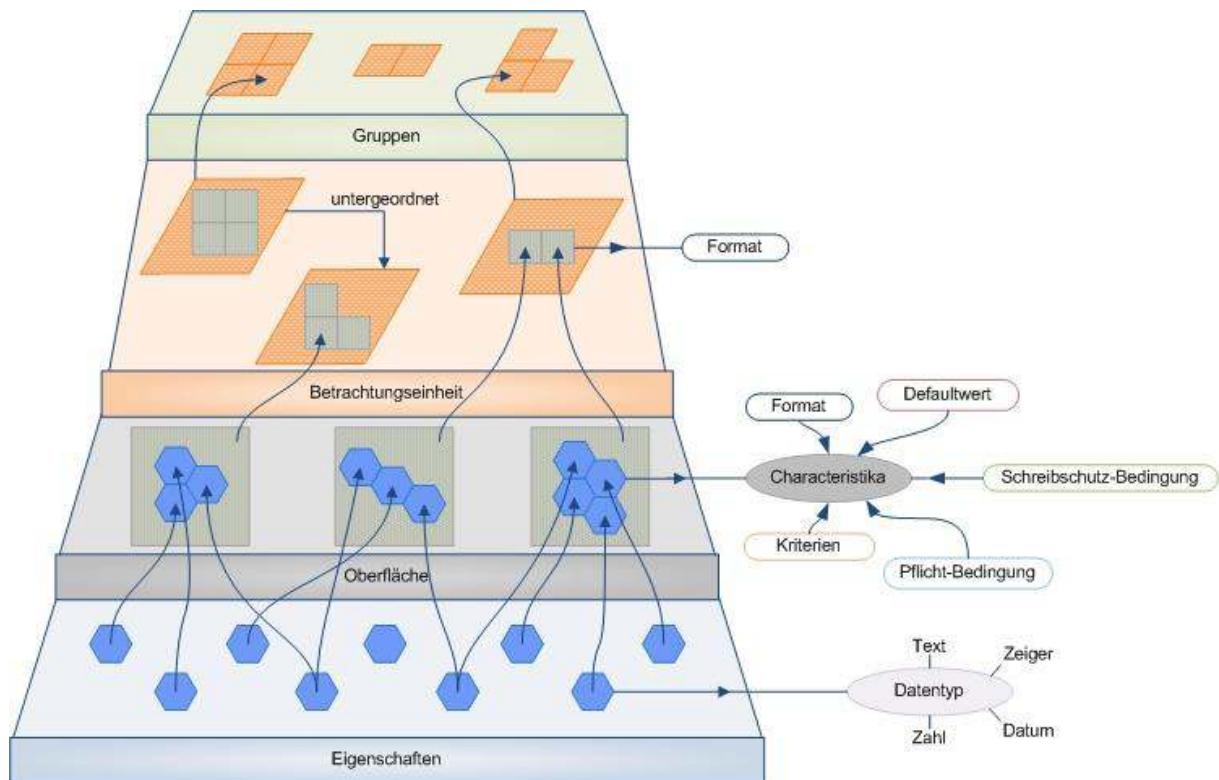 Gruppen
untergeordnet
Format
Betrachtungseinheit
Format
Defaultwert
Characteristika
Schreibschutz-Bedingung
Kriterien
Pflicht-Bedingung
Oberfläche
Text
Zeiger
Datentyp
Zahl
Datum
Eigenschaften